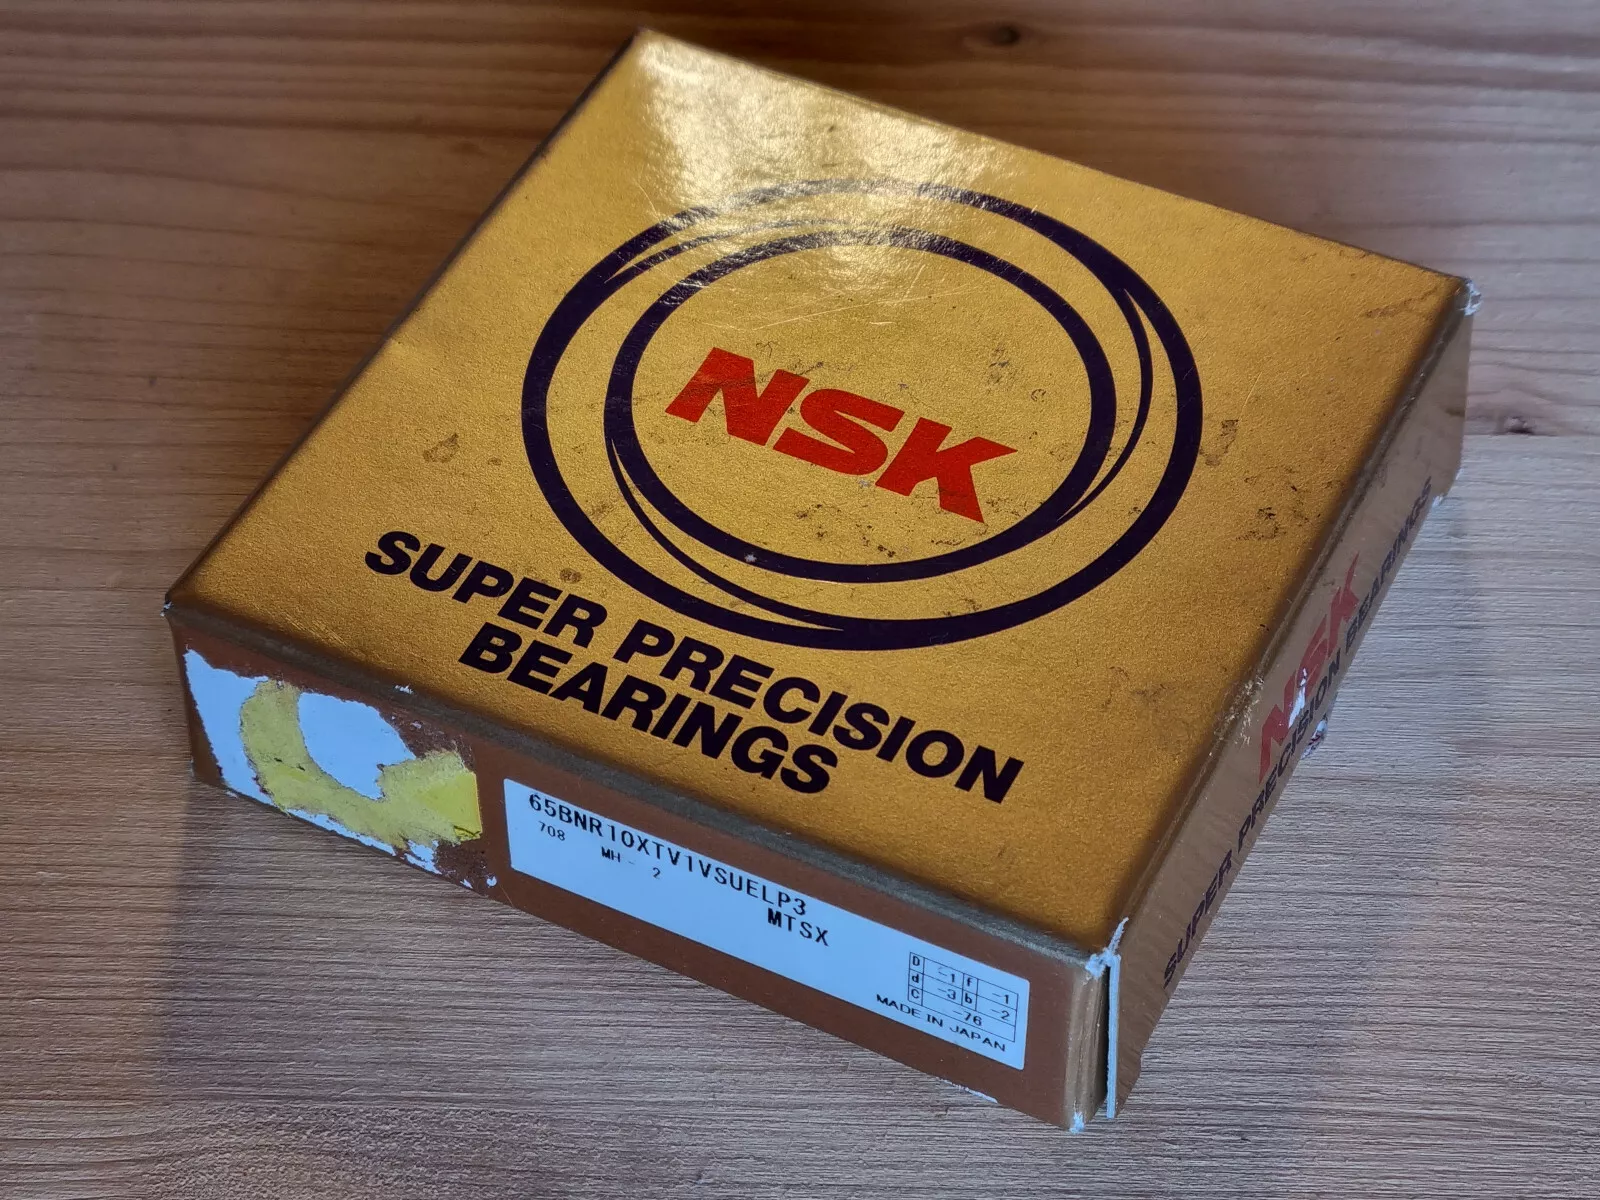 NSK
SUPER PRECISION
BEARINGS
65BNR10XTV1VSUELP3
708 MH - 2
MTSX
D -1 f -1
d -3 b -2
C -76
MADE IN JAPAN
NSK
SUPER PRECISION BEARINGS